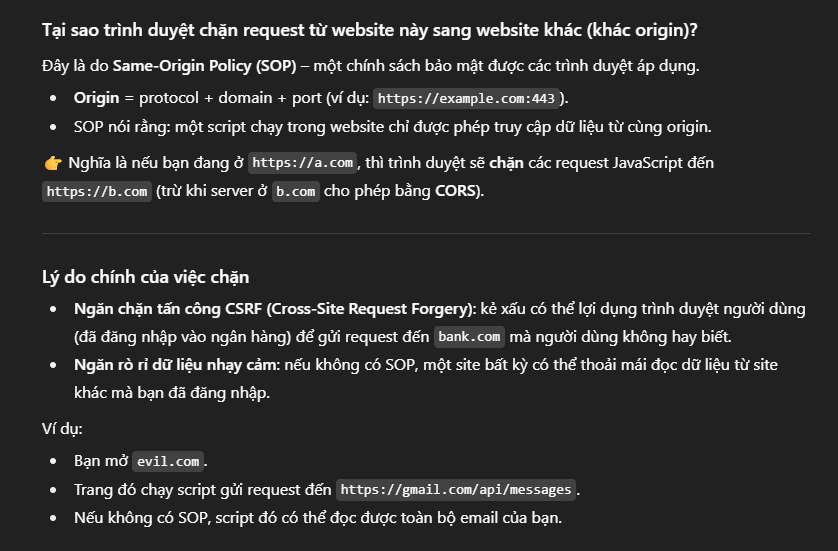 Tại sao trình duyệt chặn request từ website này sang website khác (khác origin)?
Đây là do Same-Origin Policy (SOP) – một chính sách bảo mật được các trình duyệt áp dụng.
• Origin = protocol + domain + port (ví dụ: https://example.com:443).
• SOP nói rằng: một script chạy trong website chỉ được phép truy cập dữ liệu từ cùng origin.
👉 Nghĩa là nếu bạn đang ở https://a.com, thì trình duyệt sẽ chặn các request JavaScript đến
https://b.com (trừ khi server ở b.com cho phép bằng CORS).
Lý do chính của việc chặn
• Ngăn chặn tấn công CSRF (Cross-Site Request Forgery): kẻ xấu có thể lợi dụng trình duyệt người dùng
(đã đăng nhập vào ngân hàng) để gửi request đến bank.com mà người dùng không hay biết.
• Ngăn rò rỉ dữ liệu nhạy cảm: nếu không có SOP, một site bất kỳ có thể thoải mái đọc dữ liệu từ site
khác mà bạn đã đăng nhập.
Ví dụ:
• Bạn mở evil.com.
• Trang đó chạy script gửi request đến https://gmail.com/api/messages.
• Nếu không có SOP, script đó có thể đọc được toàn bộ email của bạn.